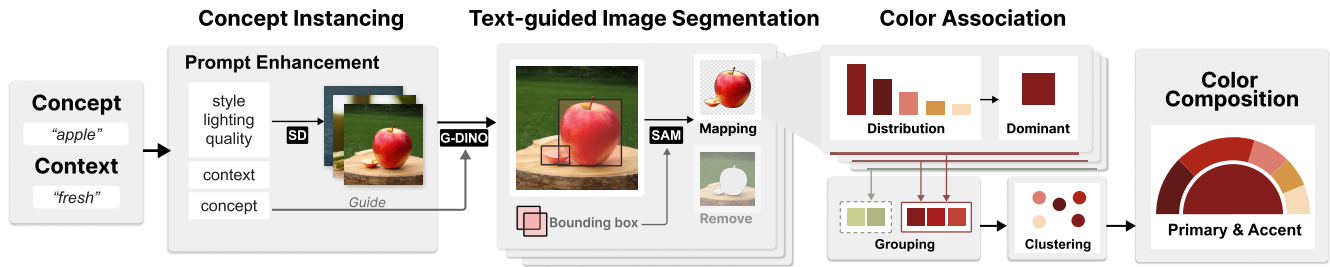 Concept Instancing
Text-guided Image Segmentation
Color Association
Concept
“apple”
Context
“fresh”
Prompt Enhancement
style
lighting
quality
context
concept
SD
Guide
G-DINO
Bounding box
SAM
Mapping
Remove
Distribution
Dominant
Grouping
Clustering
Color
Composition
Primary & Accent